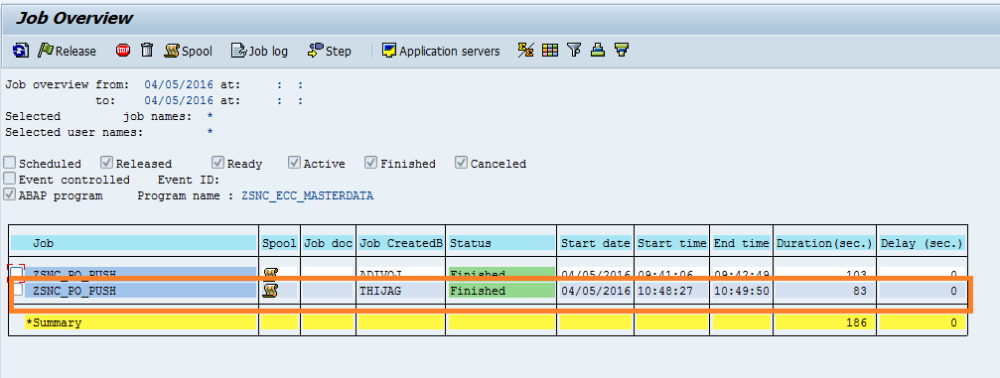 Job Overview
Release Spool Job log Step Application servers
Job overview from: 04/05/2016 at: : :
to: 04/05/2016 at: : :
Selected job names: *
Selected user names: *
Scheduled Released Ready Active Finished Canceled
Event controlled Event ID:
ABAP program Program name : ZSNC_ECC_MASTERDATA
Job Spool Job doc Job CreatedB Status Start date Start time End time Duration(sec.) Delay (sec.)
ZSNC_PO_PUSH Finished 04/05/2016 09:41:06 09:42:49 103 0
ZSNC_PO_PUSH THIJAG Finished 04/05/2016 10:48:27 10:49:50 83 0
*Summary 186 0